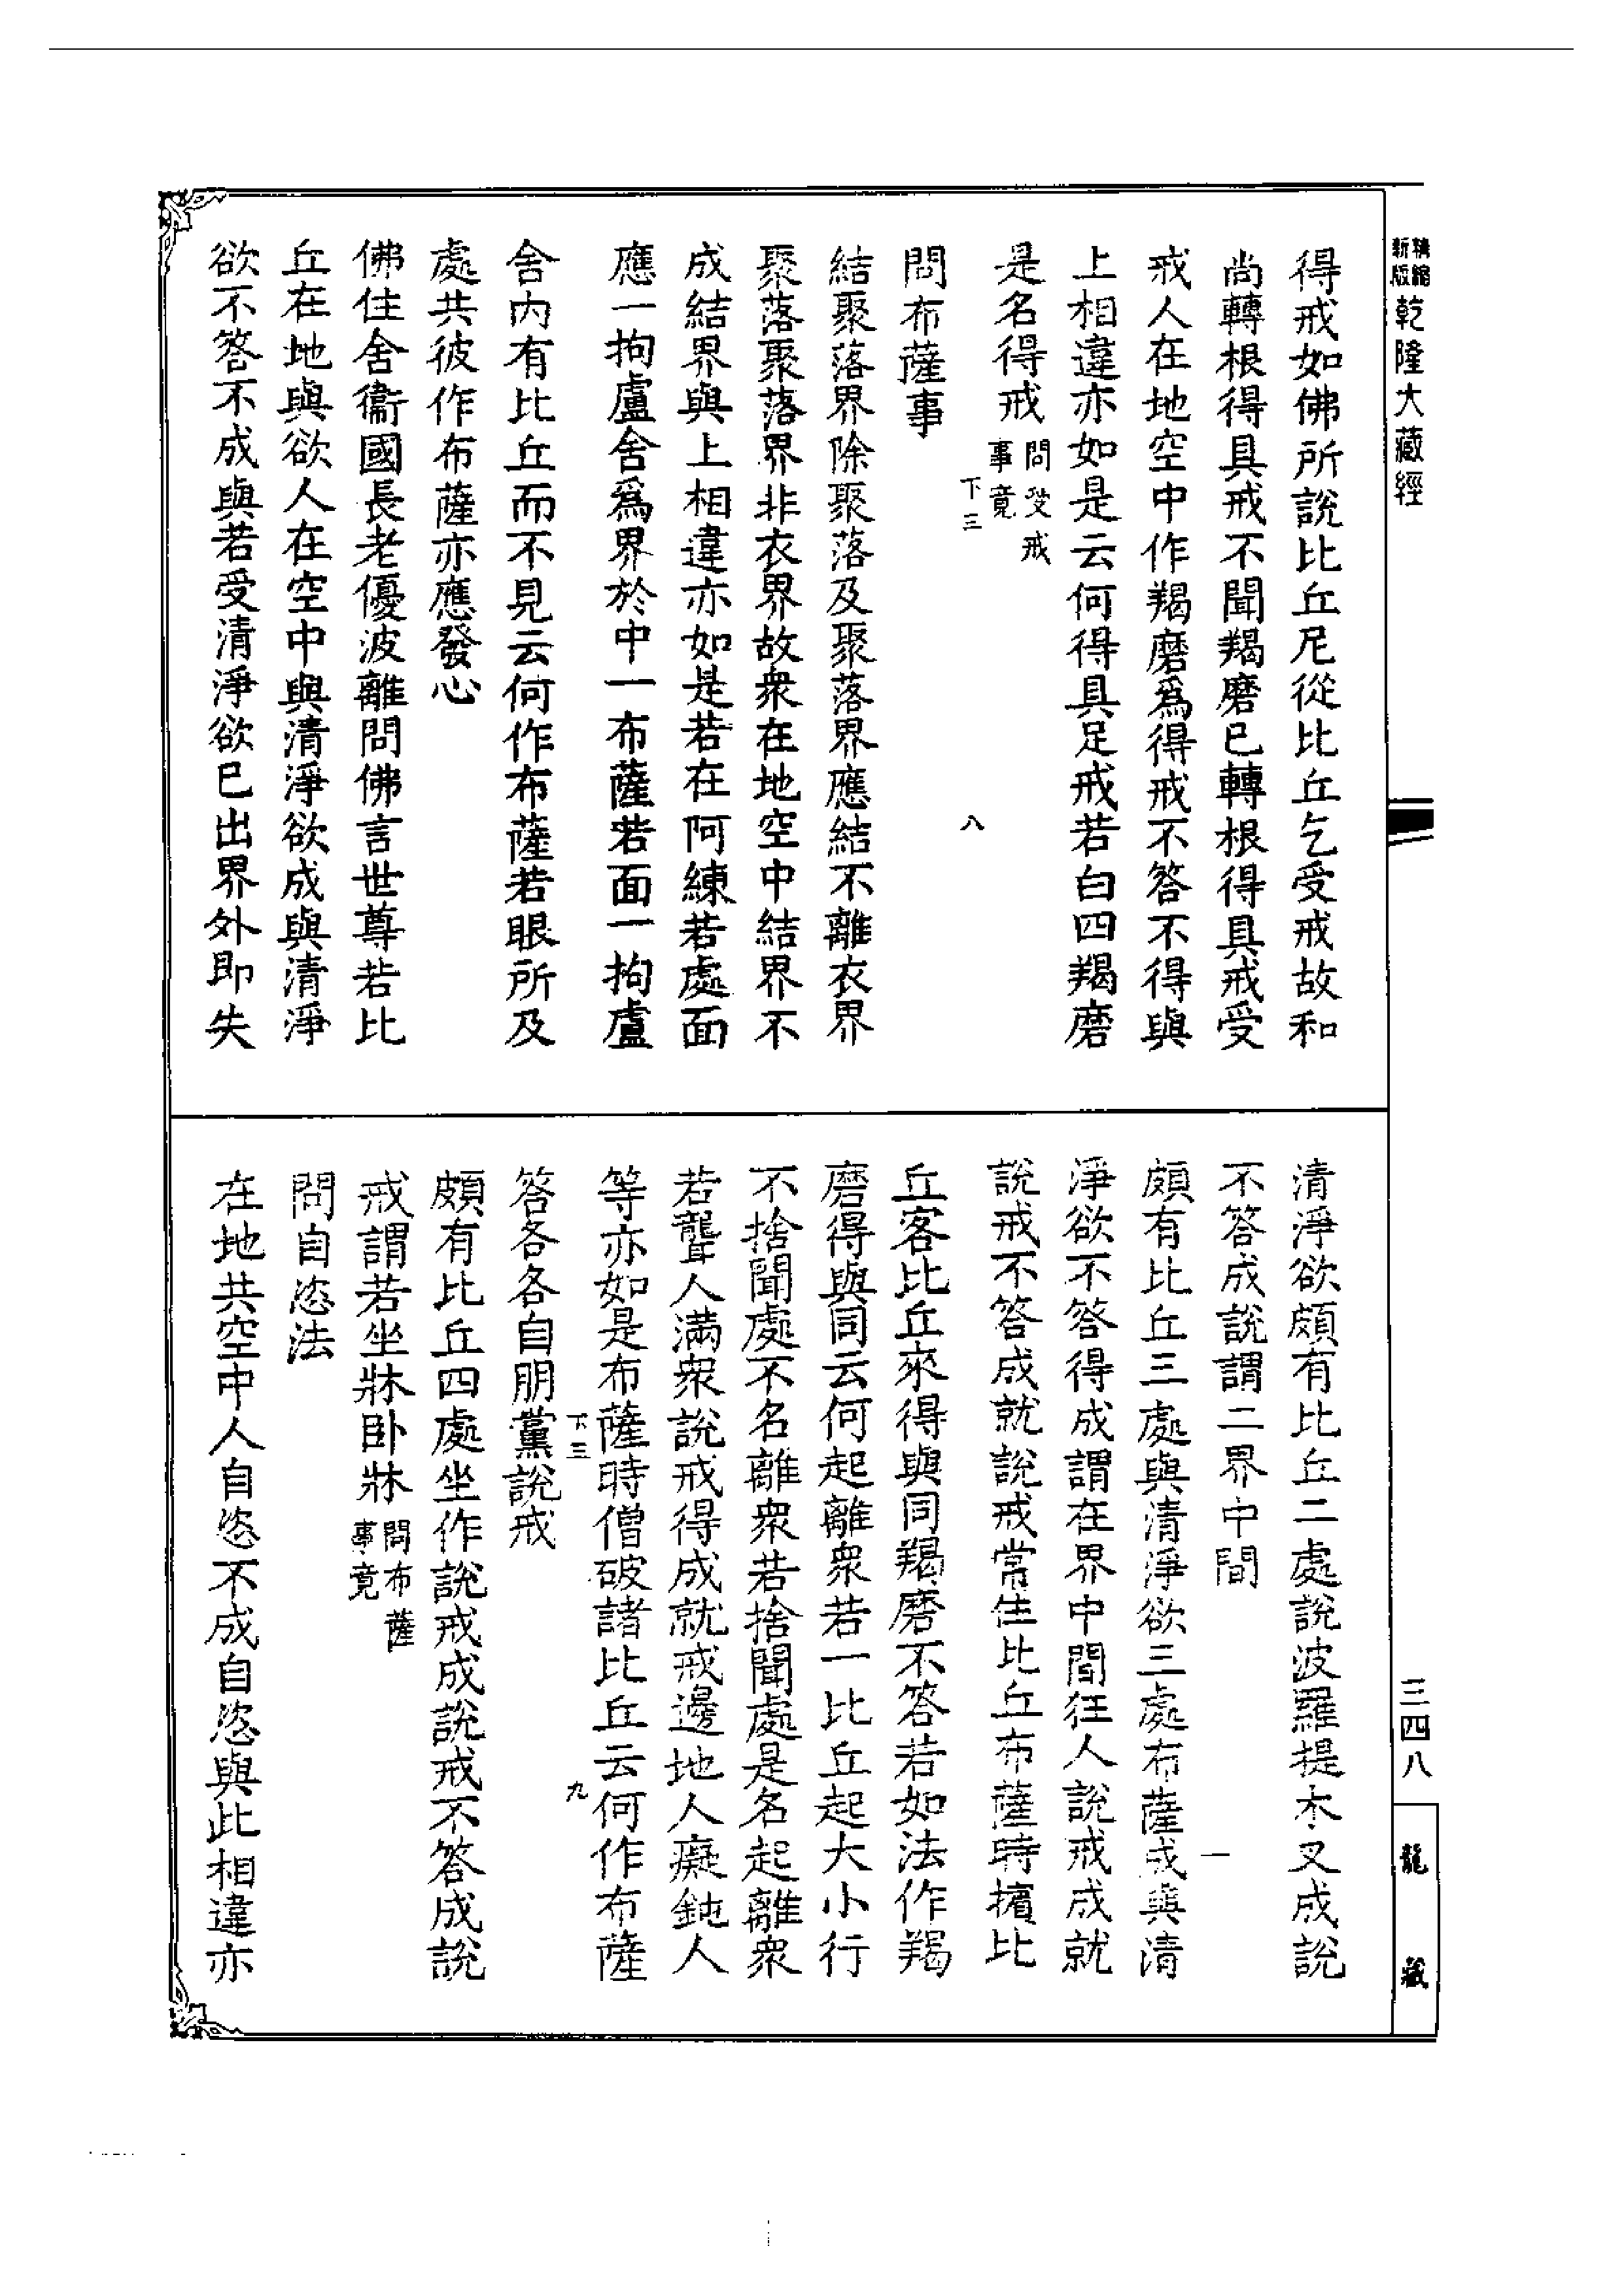 精縮
新版
乾隆大藏經
得戒如佛所說比丘尼從比丘乞受戒故和
尚轉根得具戒不聞羯磨已轉根得具戒受
戒人在地空中作羯磨爲得戒不答不得與
上相違亦如是云何得具足戒若白四羯磨
是名得戒
問受戒
事竟
下三
八
問布薩事
結聚落界除聚落及聚落界應結不離衣界
聚落聚落界非衣界故衆在地空中結界不
成結界與上相違亦如是若在阿練若處面
應一拘盧舍爲界於中一布薩若面一拘盧
舍內有比丘而不見云何作布薩若眼所及
處共彼作布薩亦應發心
佛住舍衞國長老優波離問佛言世尊若比
丘在地與欲人在空中與清淨欲成與清淨
欲不答不成與若受清淨欲已出界外即失
清淨欲頗有比丘二處說波羅提木叉成說
不答成說謂二界中間
一
頗有比丘三處與清淨欲三處布薩成與清
淨欲不答得成謂在界中間狂人說戒成就
說戒不答成就說戒常住比丘布薩時擯比
丘客比丘來得與同羯磨不答若如法作羯
磨得與同云何起離衆若一比丘起大小行
不捨聞處不名離衆若捨聞處是名起離衆
若聾人滿衆說戒得成就戒邊地人癡鈍人
等亦如是布薩時僧破諸比丘云何作布薩
下三
九
答各各自朋黨說戒
頗有比丘四處坐作說戒成說戒不答成說
戒謂若坐牀臥牀
問布薩
事竟
問自恣法
在地共空中人自恣不成自恣與此相違亦
三四八
龍藏